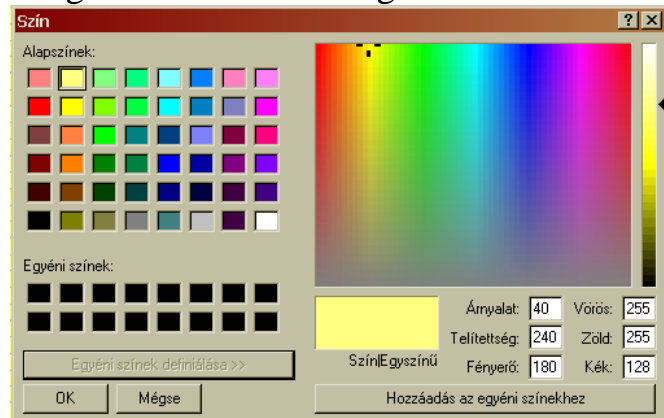 Szín
Alapszínek:
Egyéni színek:
Egyéni színek definiálása >>
OK Mégse
Szín|Egyszínű
Árnyalat: 40 Vörös: 255
Telítettség: 240 Zöld: 255
Fényerő: 180 Kék: 128
Hozzáadás az egyéni színekhez